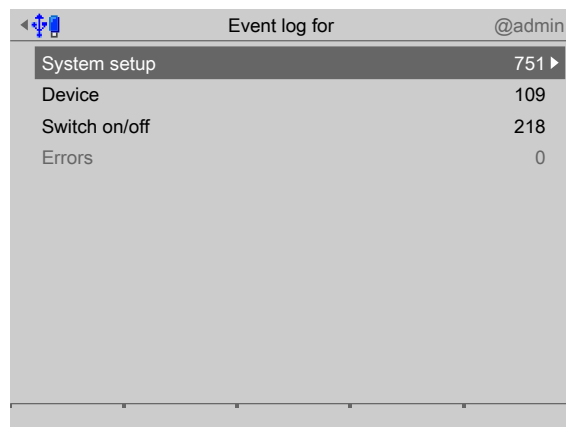 Event log for @admin
System setup 751
Device 109
Switch on/off 218
Errors 0